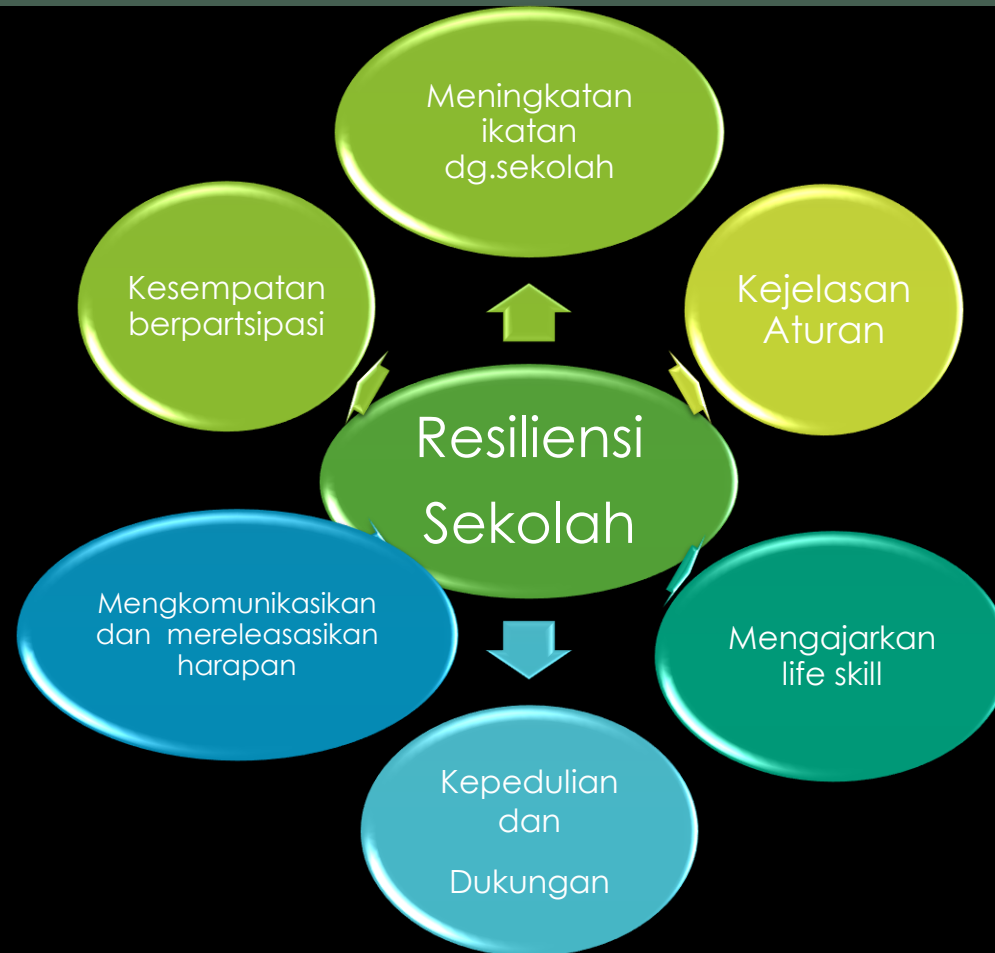 Meningkatan
ikatan
dg.sekolah
Kejelasan
Aturan
Mengajarkan
life skill
Kepedulian
dan
Dukungan
Mengkomunikasikan
dan mereleasasikan
harapan
Kesempatan
berpartsipasi
Resiliensi
Sekolah